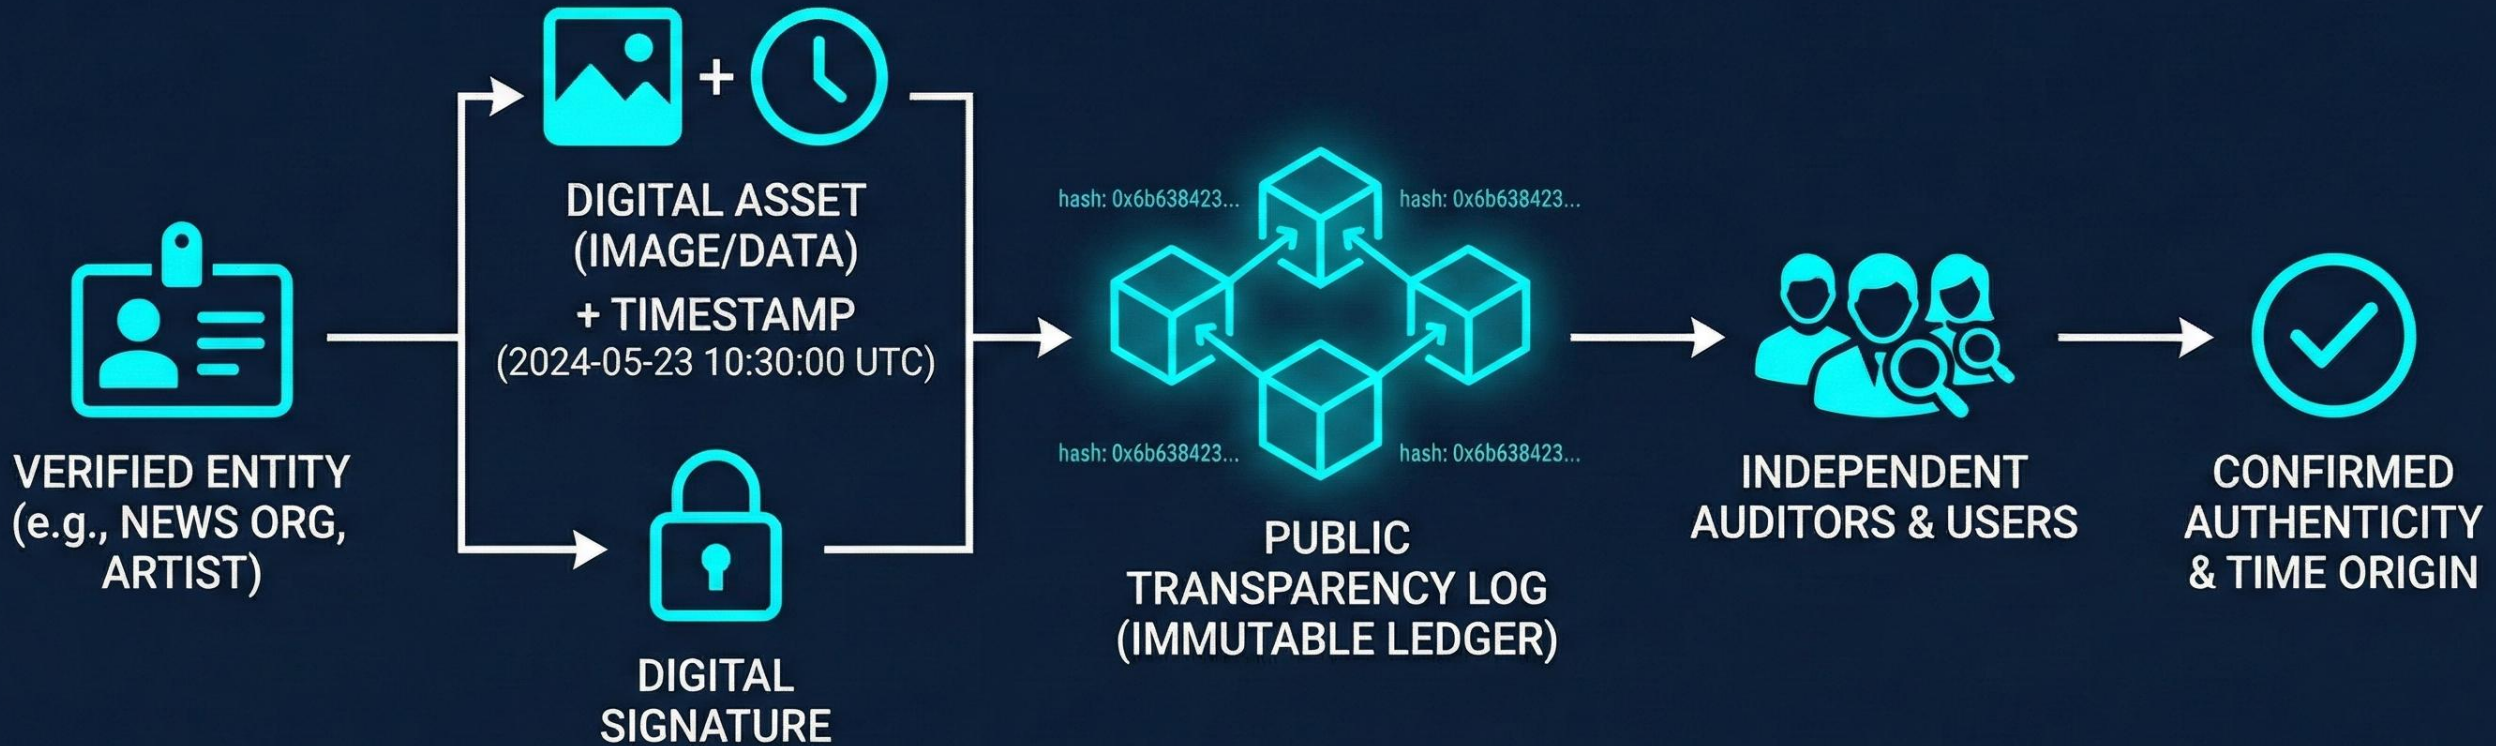 VERIFIED ENTITY
(e.g., NEWS ORG,
ARTIST)
DIGITAL ASSET
(IMAGE/DATA)
+ TIMESTAMP
(2024-05-23 10:30:00 UTC)
DIGITAL
SIGNATURE
hash: 0x6b638423...
hash: 0x6b638423...
hash: 0x6b638423...
hash: 0x6b638423...
PUBLIC
TRANSPARENCY LOG
(IMMUTABLE LEDGER)
INDEPENDENT
AUDITORS & USERS
CONFIRMED
AUTHENTICITY
& TIME ORIGIN